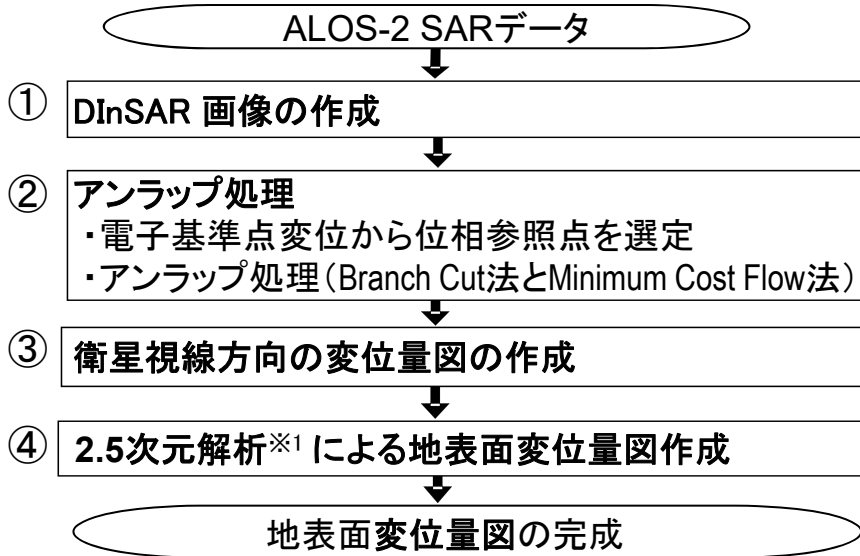 ALOS-2 SARデータ
① DInSAR 画像の作成
② アンラップ処理
・電子基準点変位から位相参照点を選定
・アンラップ処理(Branch Cut法とMinimum Cost Flow法)
③ 衛星視線方向の変位量図の作成
④ 2.5次元解析※1 による地表面変位量図作成
地表面変位量図の完成